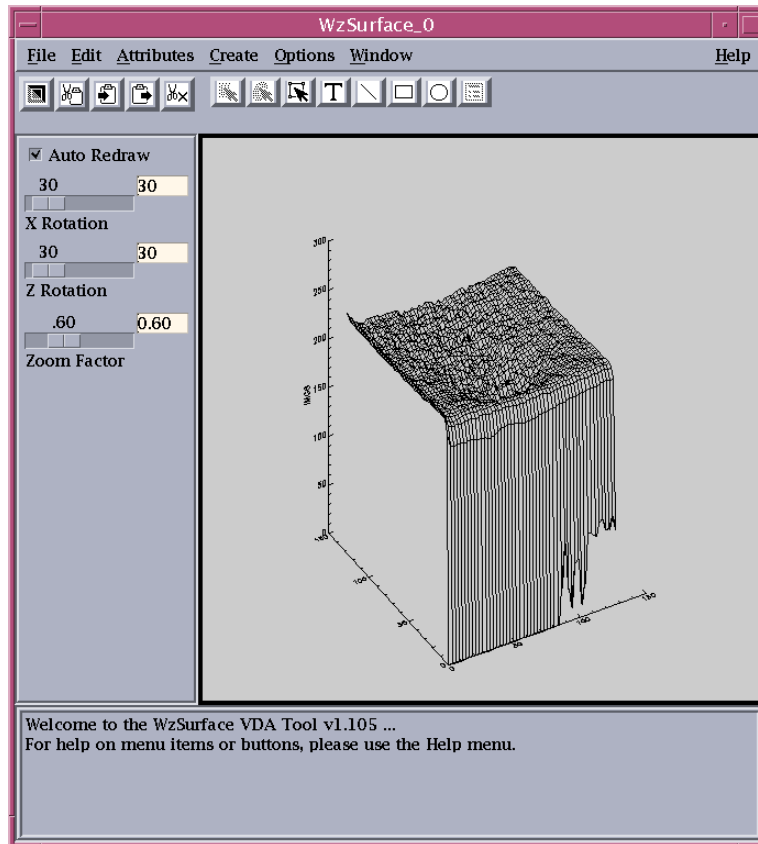 WzSurface_0
File Edit Attributes Create Options Window Help
T
Auto Redraw
30 30
X Rotation
30 30
Z Rotation
.60 0.60
Zoom Factor
300
250
200
150
100
50
0
150
100
50
0
0
50
100
150
Welcome to the WzSurface VDA Tool v1.105 ...
For help on menu items or buttons, please use the Help menu.